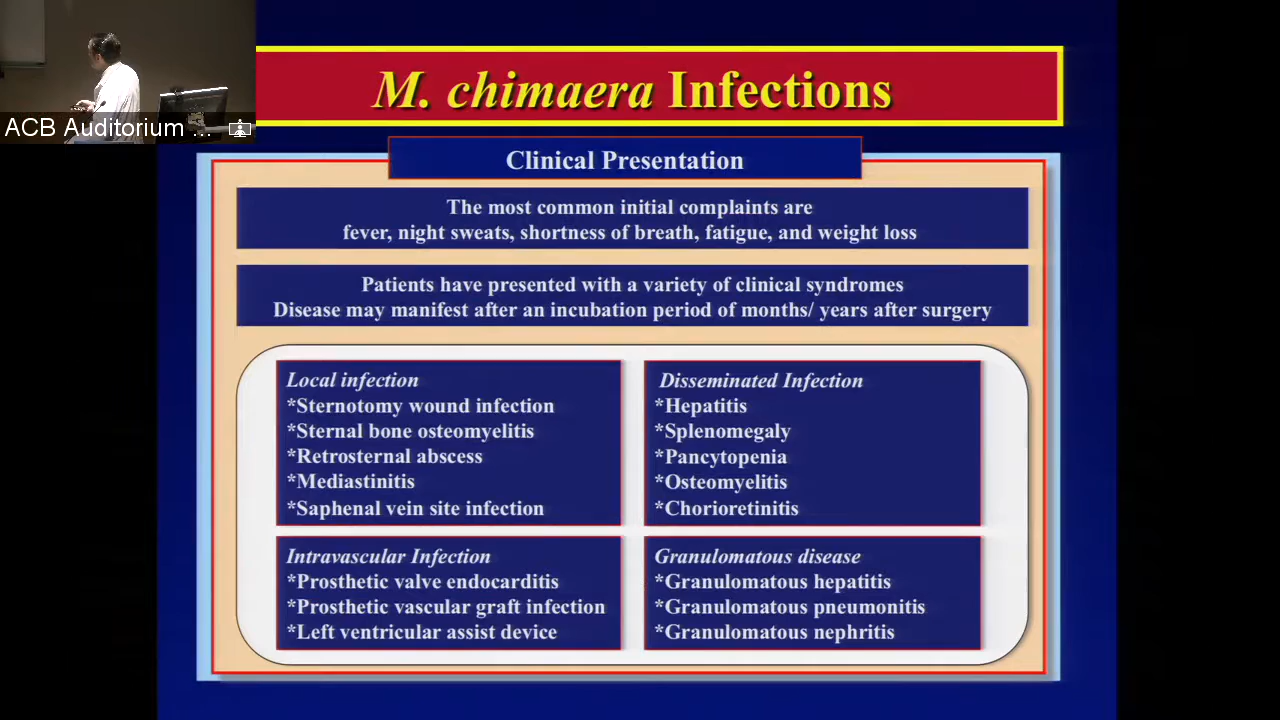 M. chimaera Infections
ACB Auditorium ...
Clinical Presentation
The most common initial complaints are
fever, night sweats, shortness of breath, fatigue, and weight loss
Patients have presented with a variety of clinical syndromes
Disease may manifest after an incubation period of months/ years after surgery
Local infection
*Sternotomy wound infection
*Sternal bone osteomyelitis
*Retrosternal abscess
*Mediastinitis
*Saphenal vein site infection
Disseminated Infection
*Hepatitis
*Splenomegaly
*Pancytopenia
*Osteomyelitis
*Chorioretinitis
Intravascular Infection
*Prosthetic valve endocarditis
*Prosthetic vascular graft infection
*Left ventricular assist device
Granulomatous disease
*Granulomatous hepatitis
*Granulomatous pneumonitis
*Granulomatous nephritis